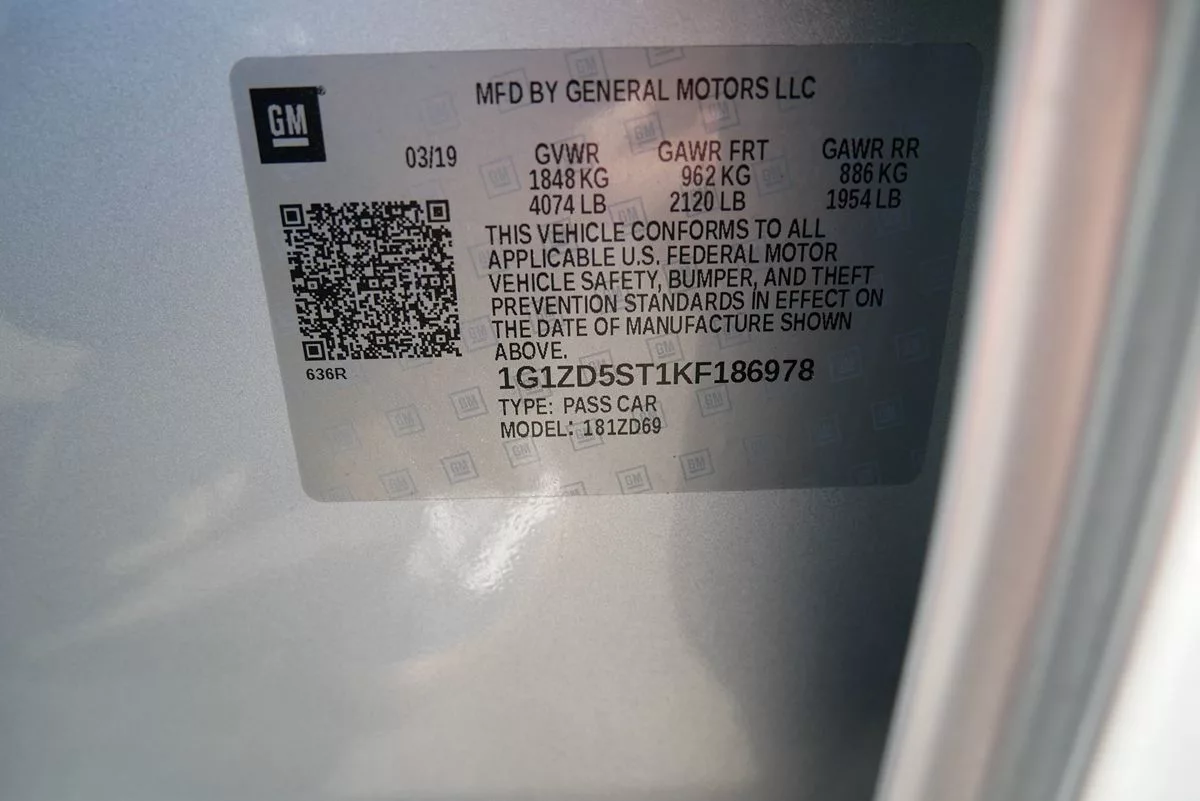 GM
MFD BY GENERAL MOTORS LLC
03/19
GVWR GAWR FRT GAWR RR
1848 KG 962 KG 886 KG
4074 LB 2120 LB 1954 LB
THIS VEHICLE CONFORMS TO ALL
APPLICABLE U.S. FEDERAL MOTOR
VEHICLE SAFETY, BUMPER, AND THEFT
PREVENTION STANDARDS IN EFFECT ON
THE DATE OF MANUFACTURE SHOWN
ABOVE.
636R
1G1ZD5ST1KF186978
TYPE: PASS CAR
MODEL: 181ZD69